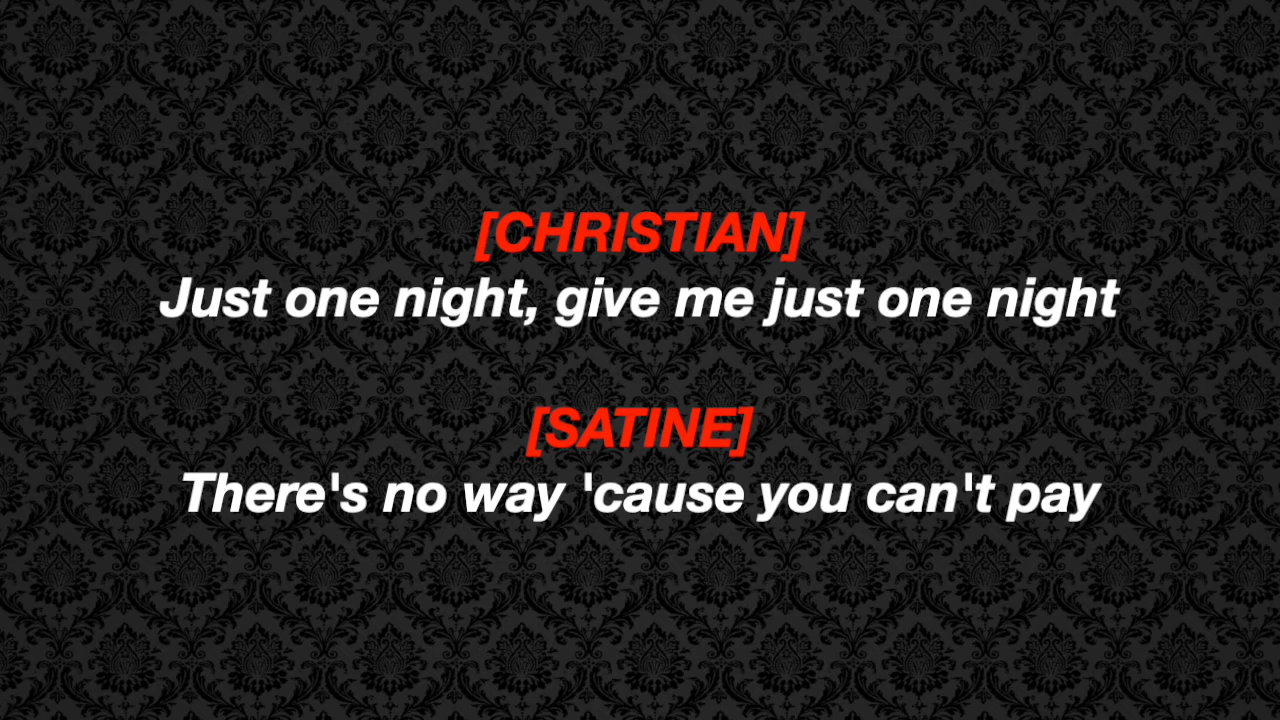 [CHRISTIAN]
Just one night, give me just one night
[SATINE]
There's no way 'cause you can't pay